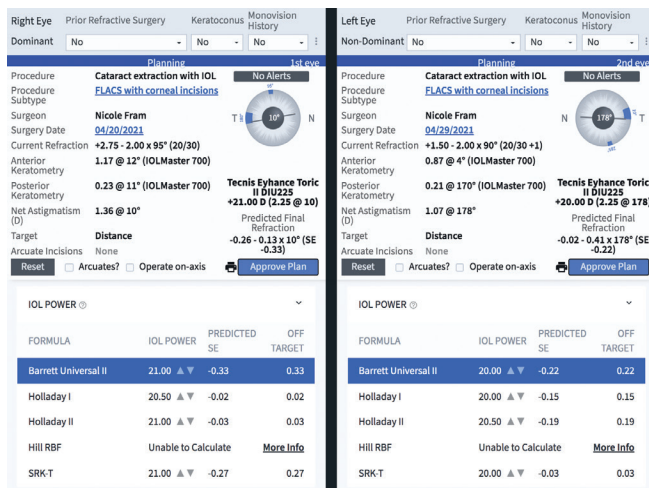 Right Eye Prior Refractive Surgery Keratoconus Monovision History
Dominant No No No
Planning 1st eye
Procedure Cataract extraction with IOL No Alerts
Procedure Subtype FLACS with corneal incisions
Surgeon Nicole Fram T 10° N
Surgery Date 04/20/2021
Current Refraction +2.75 - 2.00 x 95° (20/30)
Anterior Keratometry 1.17 @ 12° (IOLMaster 700)
Posterior Keratometry 0.23 @ 11° (IOLMaster 700)
Net Astigmatism (D) 1.36 @ 10°
Target Distance
Arcuate Incisions None
Tecnis Eyhance Toric
II DIU225
+21.00 D (2.25 @ 10)
Predicted Final
Refraction
-0.26 - 0.13 x 10° (SE
-0.33)
Reset Arcuates? Operate on-axis Approve Plan
IOL POWER
FORMULA IOL POWER PREDICTED SE OFF TARGET
Barrett Universal II 21.00 -0.33 0.33
Holladay I 20.50 -0.02 0.02
Holladay II 21.00 -0.03 0.03
Hill RBF Unable to Calculate More Info
SRK-T 21.00 -0.27 0.27
Left Eye Prior Refractive Surgery Keratoconus Monovision History
Non-Dominant No No No
Planning 2nd eye
Procedure Cataract extraction with IOL No Alerts
Procedure Subtype FLACS with corneal incisions
Surgeon Nicole Fram N 178° T
Surgery Date 04/29/2021
Current Refraction +1.50 - 2.00 x 90° (20/30 +1)
Anterior Keratometry 0.87 @ 4° (IOLMaster 700)
Posterior Keratometry 0.21 @ 170° (IOLMaster 700)
Net Astigmatism (D) 1.07 @ 178°
Target Distance
Arcuate Incisions None
Tecnis Eyhance Toric
II DIU225
+20.00 D (2.25 @ 178)
Predicted Final
Refraction
-0.02 - 0.41 x 178° (SE
-0.22)
Reset Arcuates? Operate on-axis Approve Plan
IOL POWER
FORMULA IOL POWER PREDICTED SE OFF TARGET
Barrett Universal II 20.00 -0.22 0.22
Holladay I 20.00 -0.15 0.15
Holladay II 20.50 -0.19 0.19
Hill RBF Unable to Calculate More Info
SRK-T 20.00 -0.03 0.03